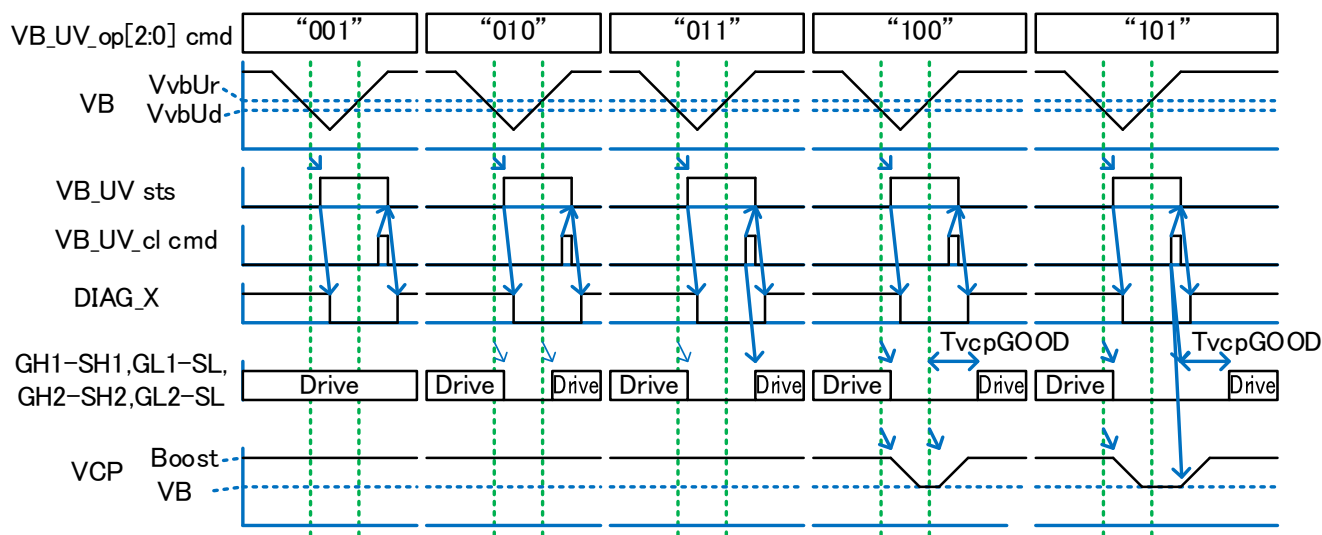 VB_UV_op[2:0] cmd “001” “010” “011” “100” “101”
VvbUr
VB
VvbUd
VB_UV sts
VB_UV_cl cmd
DIAG_X
TvcpGOOD TvcpGOOD
GH1-SH1,GL1-SL,
GH2-SH2,GL2-SL
Drive Drive Drive Drive Drive Drive Drive Drive Drive
Boost
VCP
VB